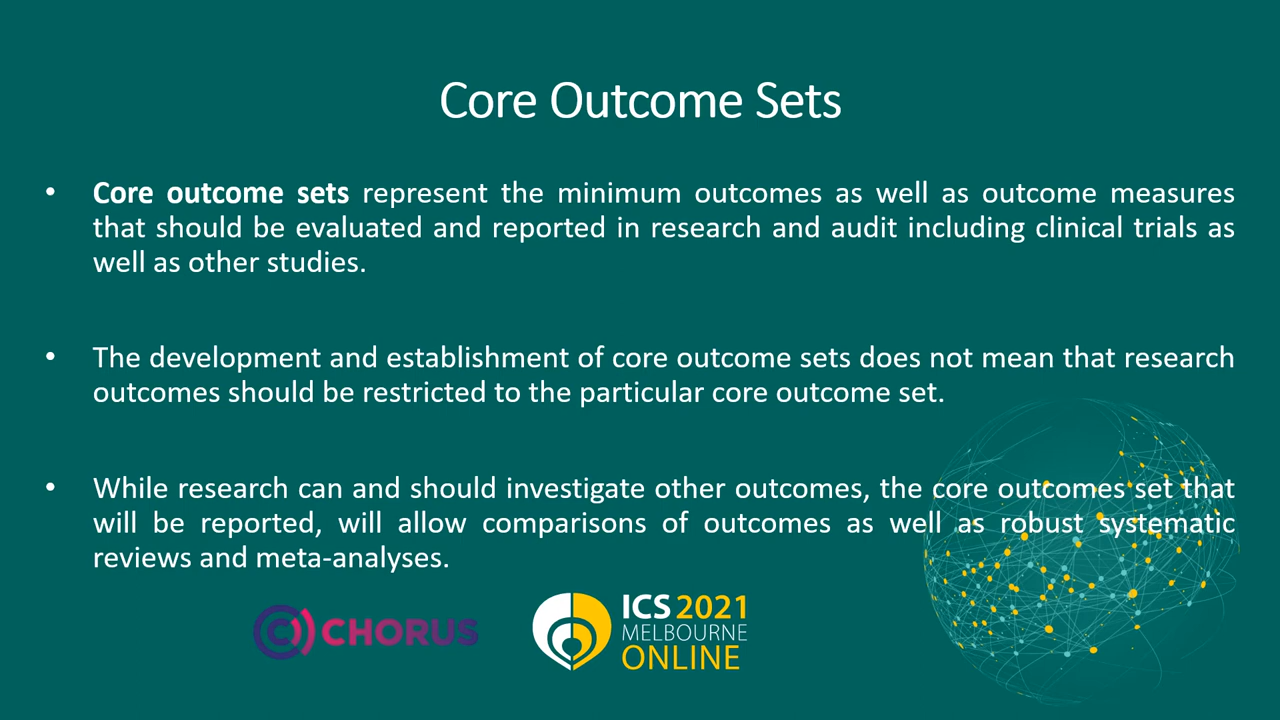 Core Outcome Sets
• Core outcome sets represent the minimum outcomes as well as outcome measures
that should be evaluated and reported in research and audit including clinical trials as
well as other studies.
• The development and establishment of core outcome sets does not mean that research
outcomes should be restricted to the particular core outcome set.
• While research can and should investigate other outcomes, the core outcomes set that
will be reported, will allow comparisons of outcomes as well as robust systematic
reviews and meta-analyses.
CHORUS
ICS 2021
MELBOURNE
ONLINE